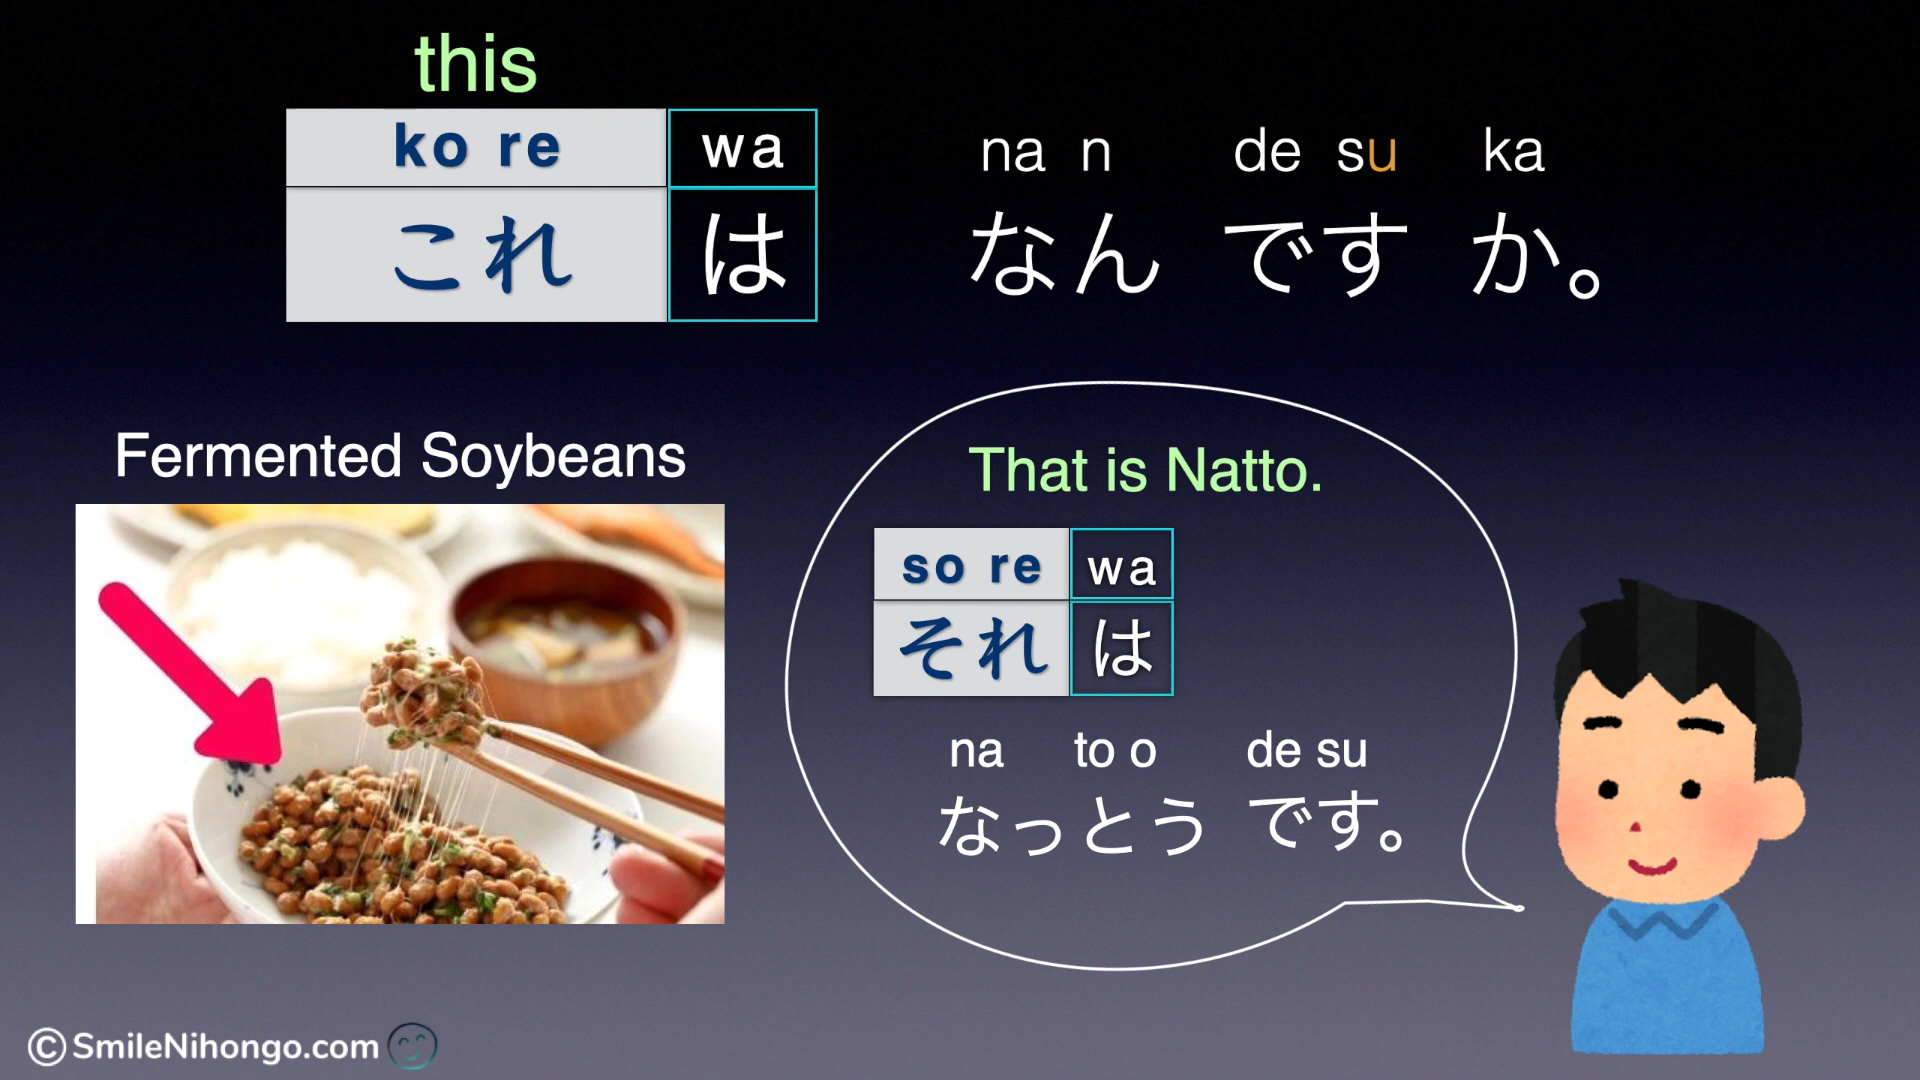 this
ko re wa na n de su ka
これ は なん です か。
Fermented Soybeans
That is Natto.
so re wa
それ は
na to o de su
なっとう です。
©SmileNihongo.com